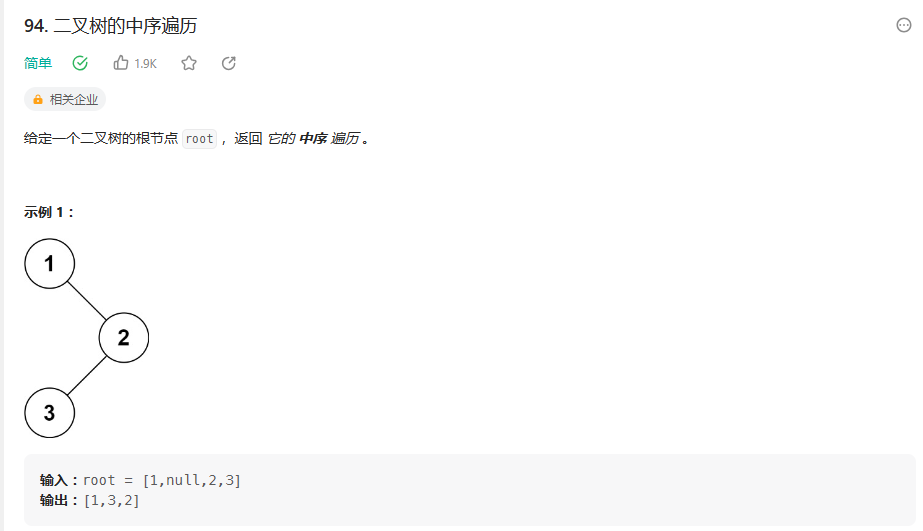 94. 二叉树的中序遍历
简单 1.9K
相关企业
给定一个二叉树的根节点 root ，返回 它的 中序 遍历 。
示例 1：
1
2
3
输入：root = [1,null,2,3]
输出：[1,3,2]